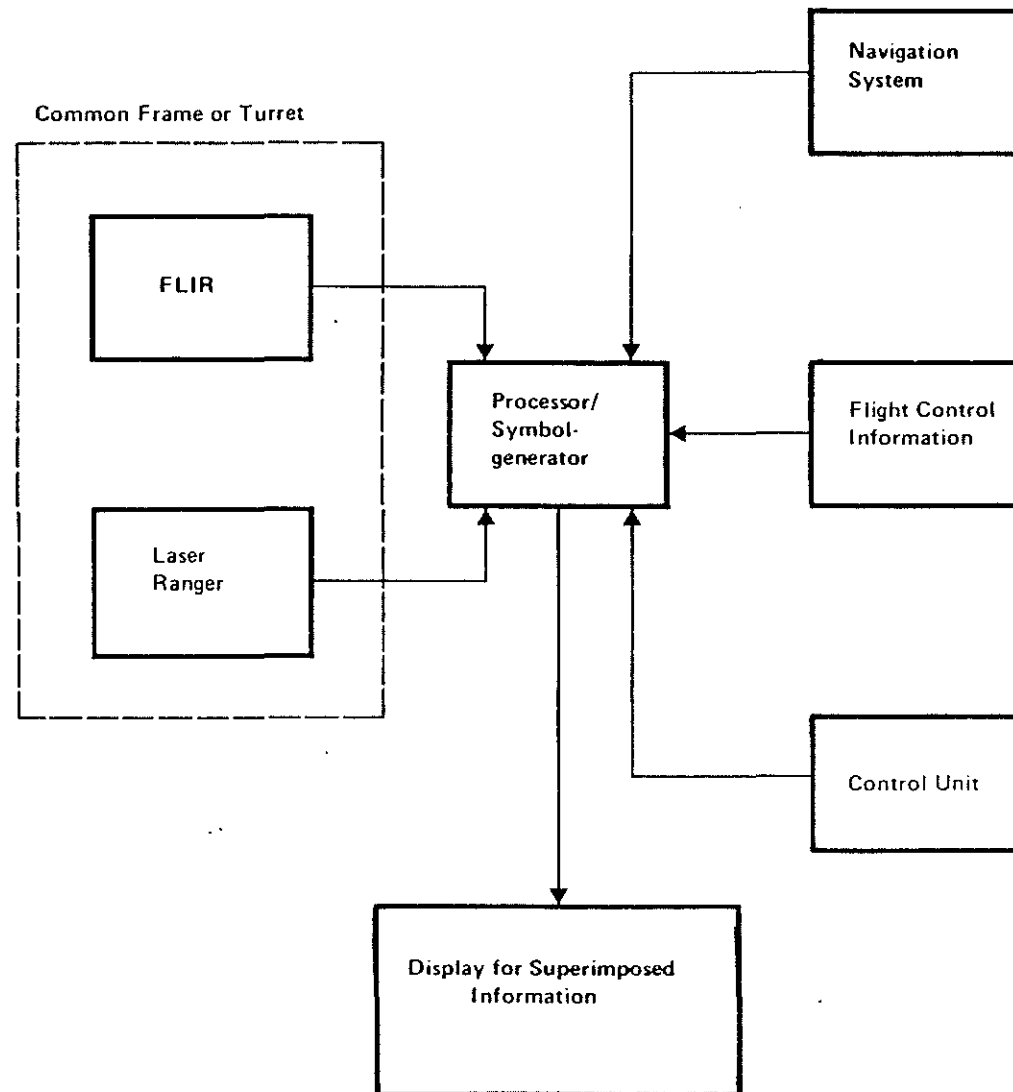 Navigation
System
Common Frame or Turret
FLIR
Processor/
Symbol-
generator
Flight Control
Information
Laser
Ranger
Control Unit
Display for Superimposed
Information